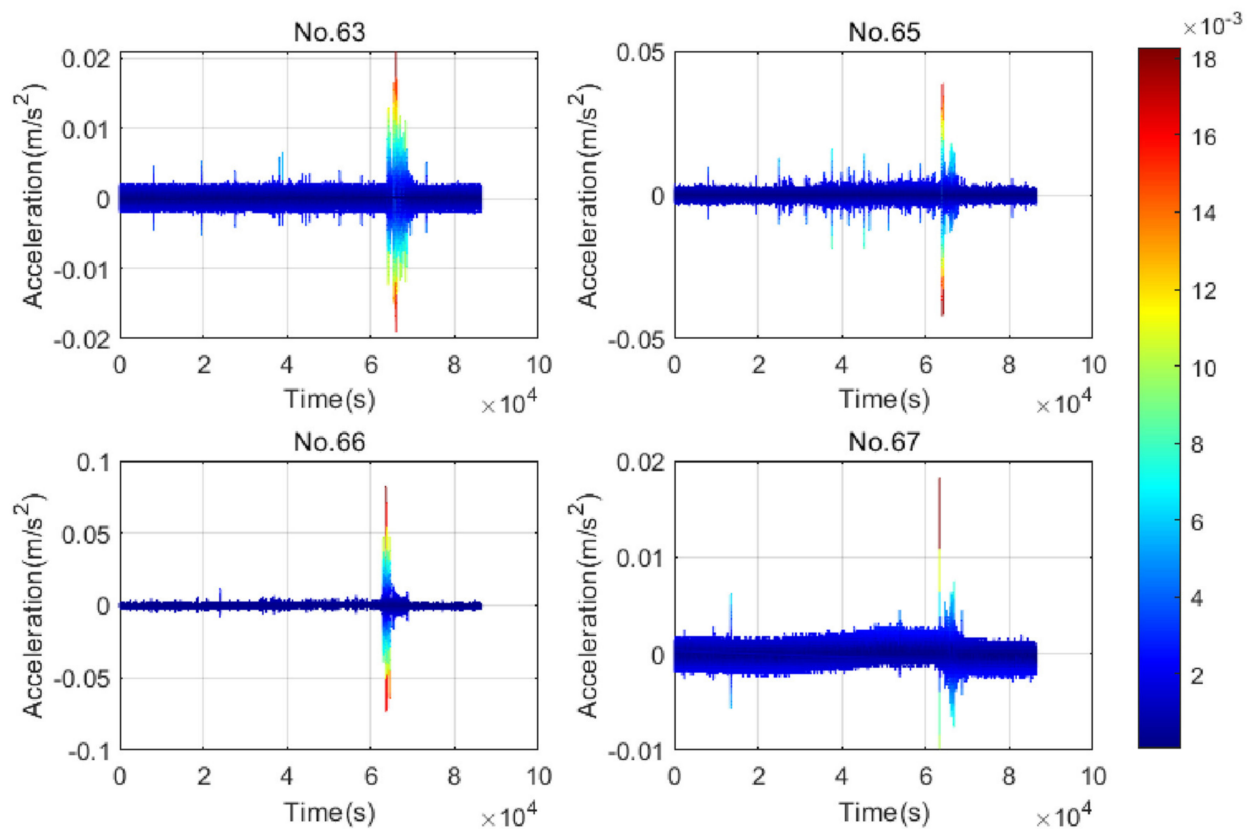 No.63
0.02
0.01
0
-0.01
-0.02
Acceleration(m/s²)
0 2 4 6 8 10
Time(s)
×10⁴
No.65
0.05
0
-0.05
Acceleration(m/s²)
0 2 4 6 8 10
Time(s)
×10⁴
No.66
0.1
0.05
0
-0.05
-0.1
Acceleration(m/s²)
0 2 4 6 8 10
Time(s)
×10⁴
No.67
0.02
0.01
0
-0.01
Acceleration(m/s²)
0 2 4 6 8 10
Time(s)
×10⁴
×10⁻³
18
16
14
12
10
8
6
4
2